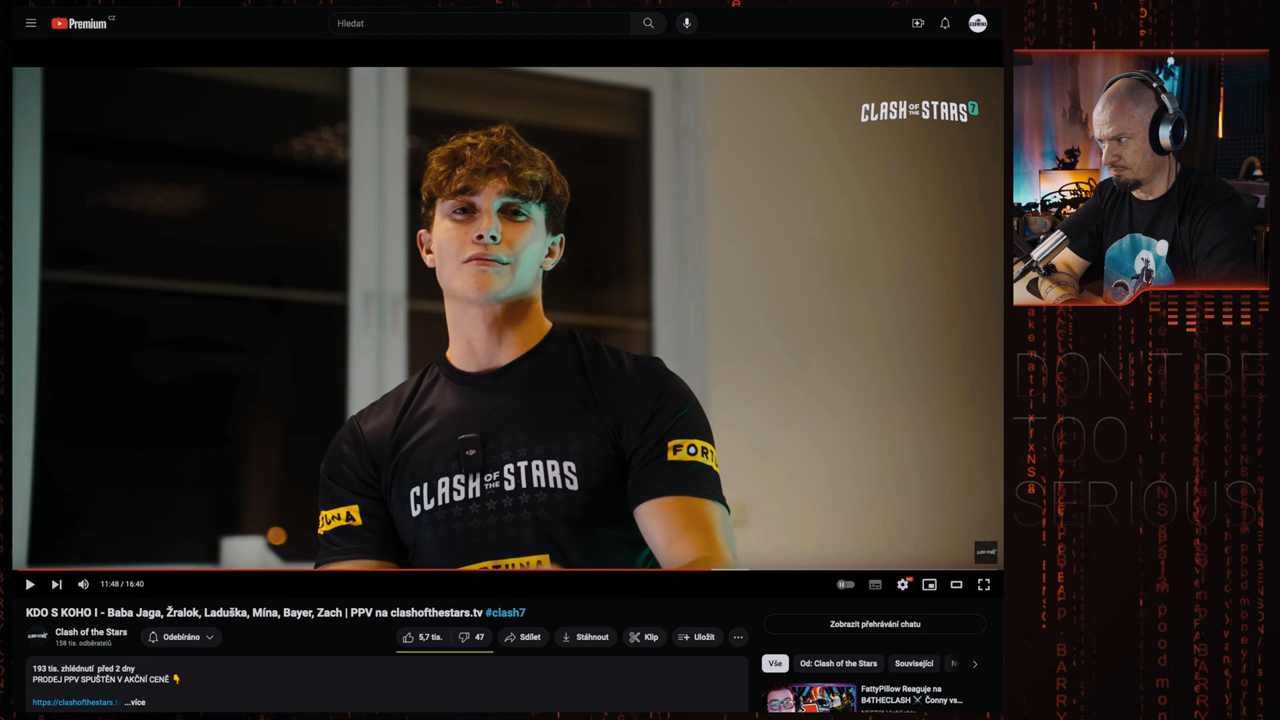 Premium CZ
Hledat
CLASH OF THE STARS 7
FORTUNA
CLASH OF THE STARS
FORTUNA
11:48 / 16:40
KDO S KOHO I - Baba Jaga, Žralok, Laduška, Mína, Bayer, Zach | PPV na clashofthestars.tv #clash7
Clash of the Stars
158 tis. odběratelů
Odebíráno
5,7 tis.
47
Sdílet
Stáhnout
Klip
Uložit
Zobrazit přehrávání chatu
193 tis. zhlédnutí před 2 dny
PRODEJ PPV SPUŠTĚN V AKČNÍ CENĚ 👇
https://clashofthestars.t ...více
Vše
Od: Clash of the Stars
Související
N
FattyPillow Reaguje na
B4THECLASH ⚔️ Čonny vs...
DON'T BE
TOO
SERIOUS